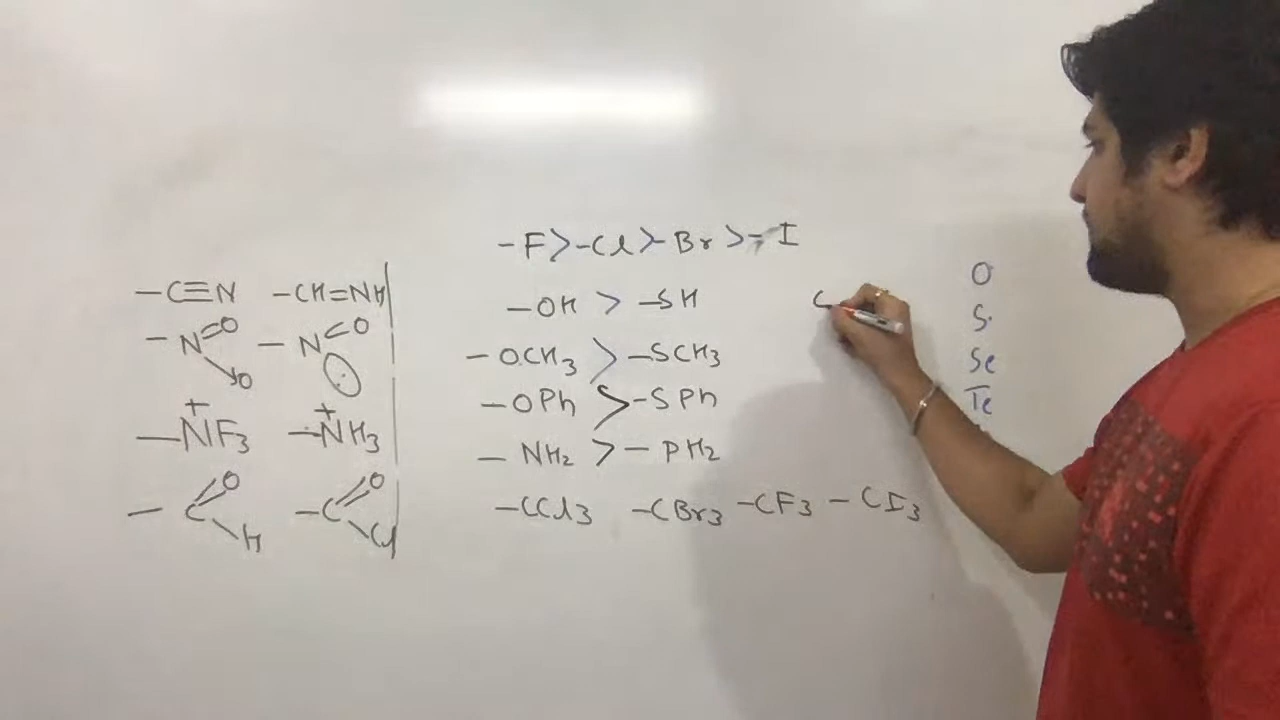 -F>-Cl>-Br>-I
-C≡N -CH=NH
-OH > -SH
O
S
-N=O →O -N=O
-OCH3 > -SCH3
Se
-OPh > -SPh
Te
-N+F3 -N+H3
-NH2 > -PH2
-C=O H -C=O Cl
-CCl3 -CBr3 -CF3 -CI3